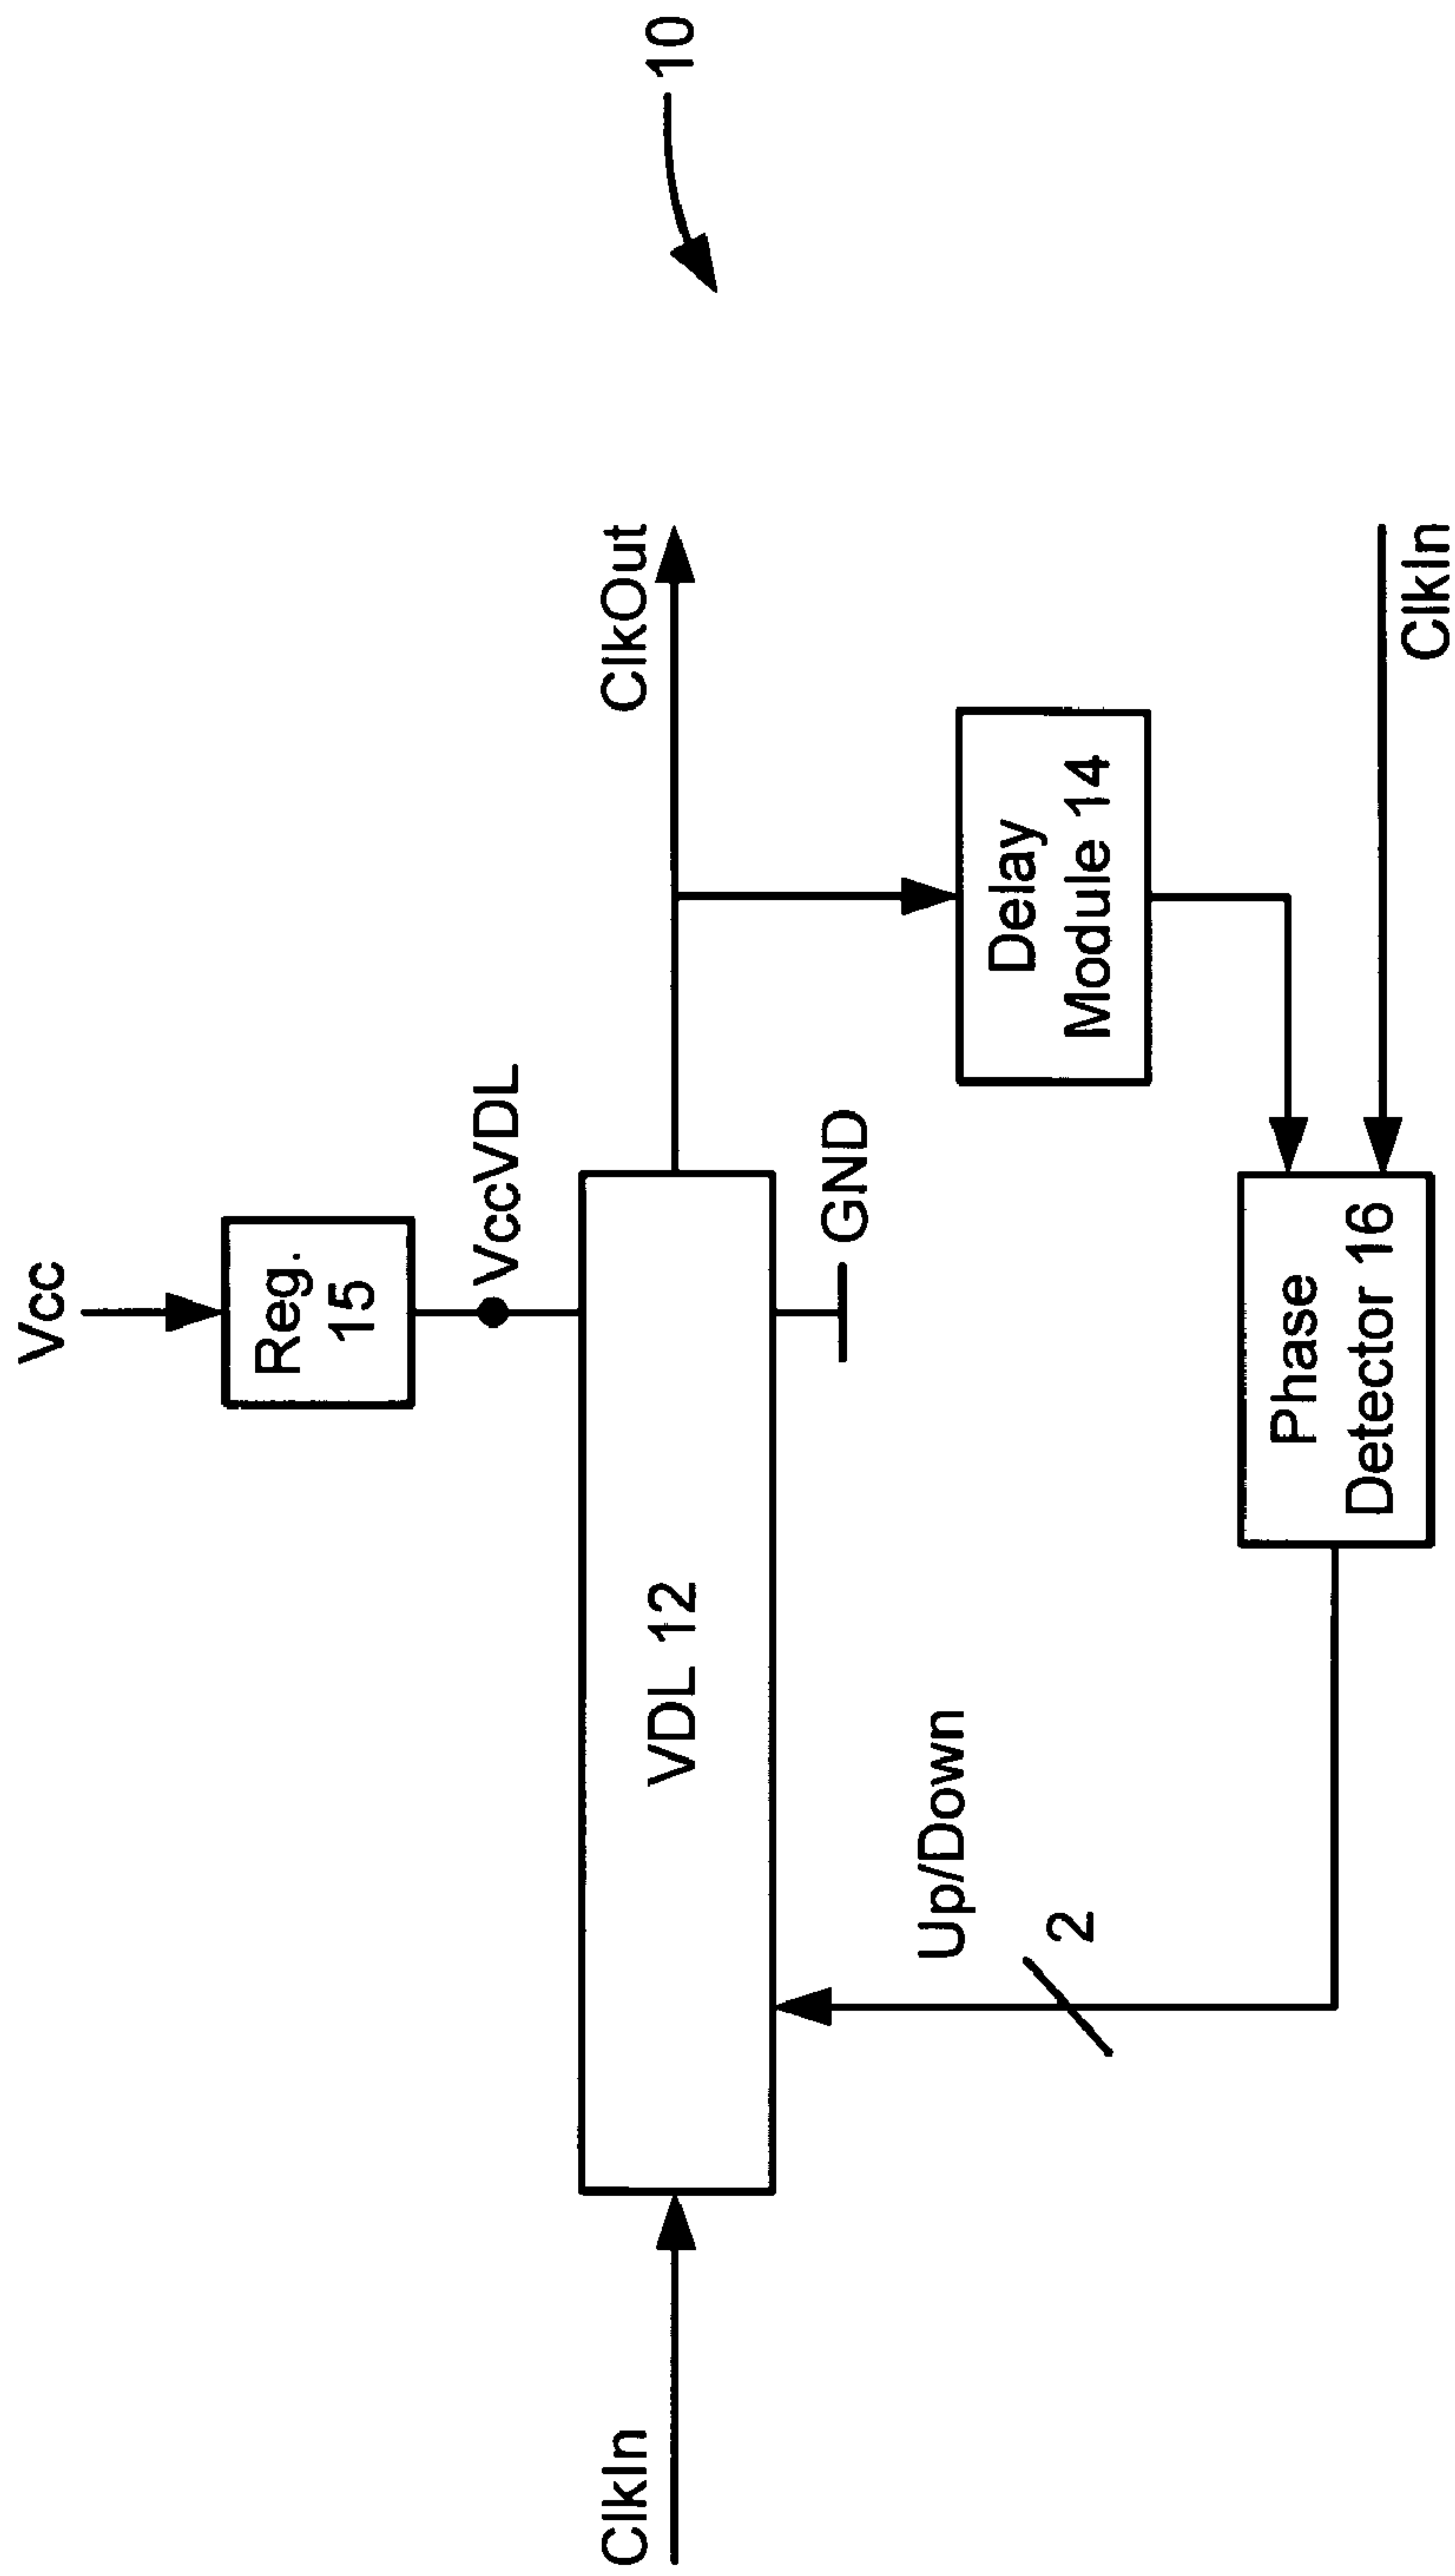 Vcc
10
Reg.
15
VccVDL
ClkIn
VDL 12
ClkOut
GND
Up/Down
2
Delay
Module 14
Phase
Detector 16
ClkIn